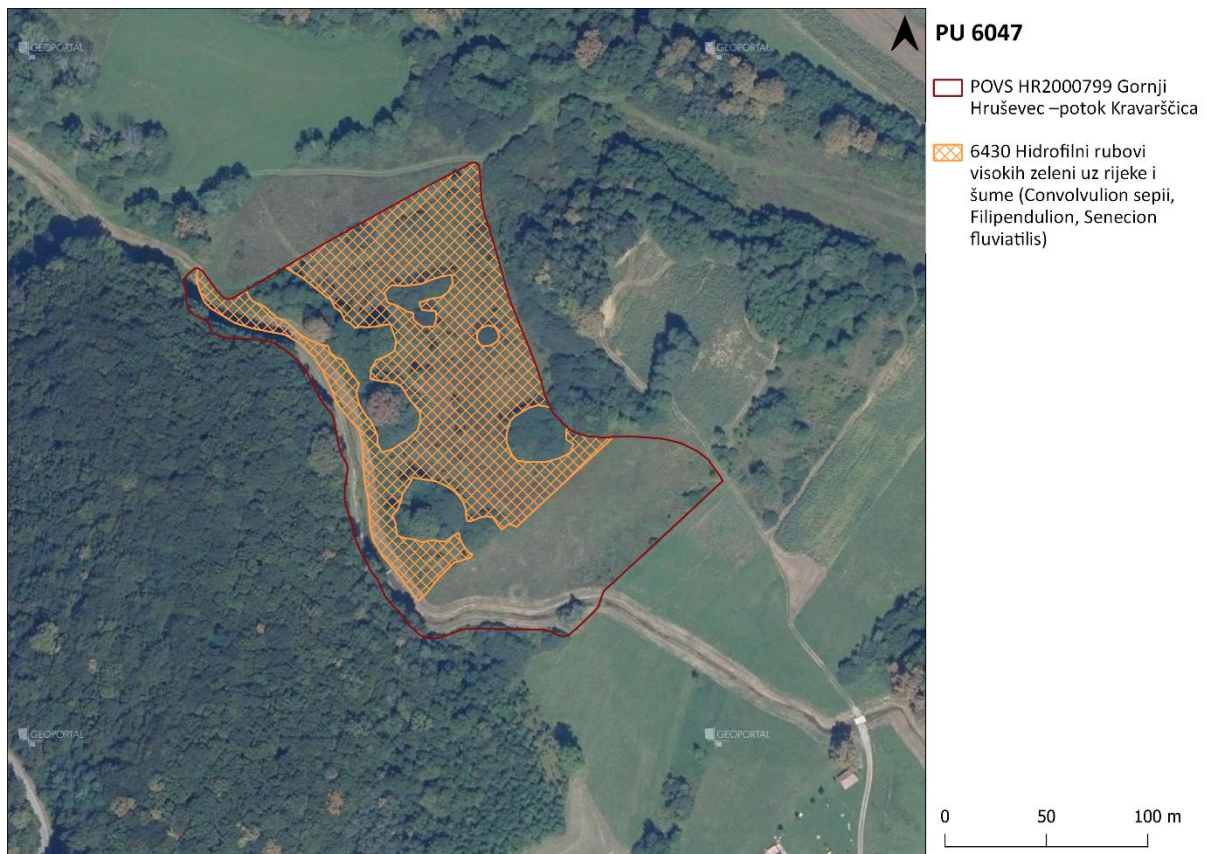 GEOPORTAL
GEOPORTAL
PU 6047
POVS HR2000799 Gornji
Hruševec –potok Kravarščica
6430 Hidrofilni rubovi
visokih zeleni uz rijeke i
šume (Convolvulion sepii,
Filipendulion, Senecion
fluviatilis)
GEOPORTAL
GEOPORTAL
0 50 100 m